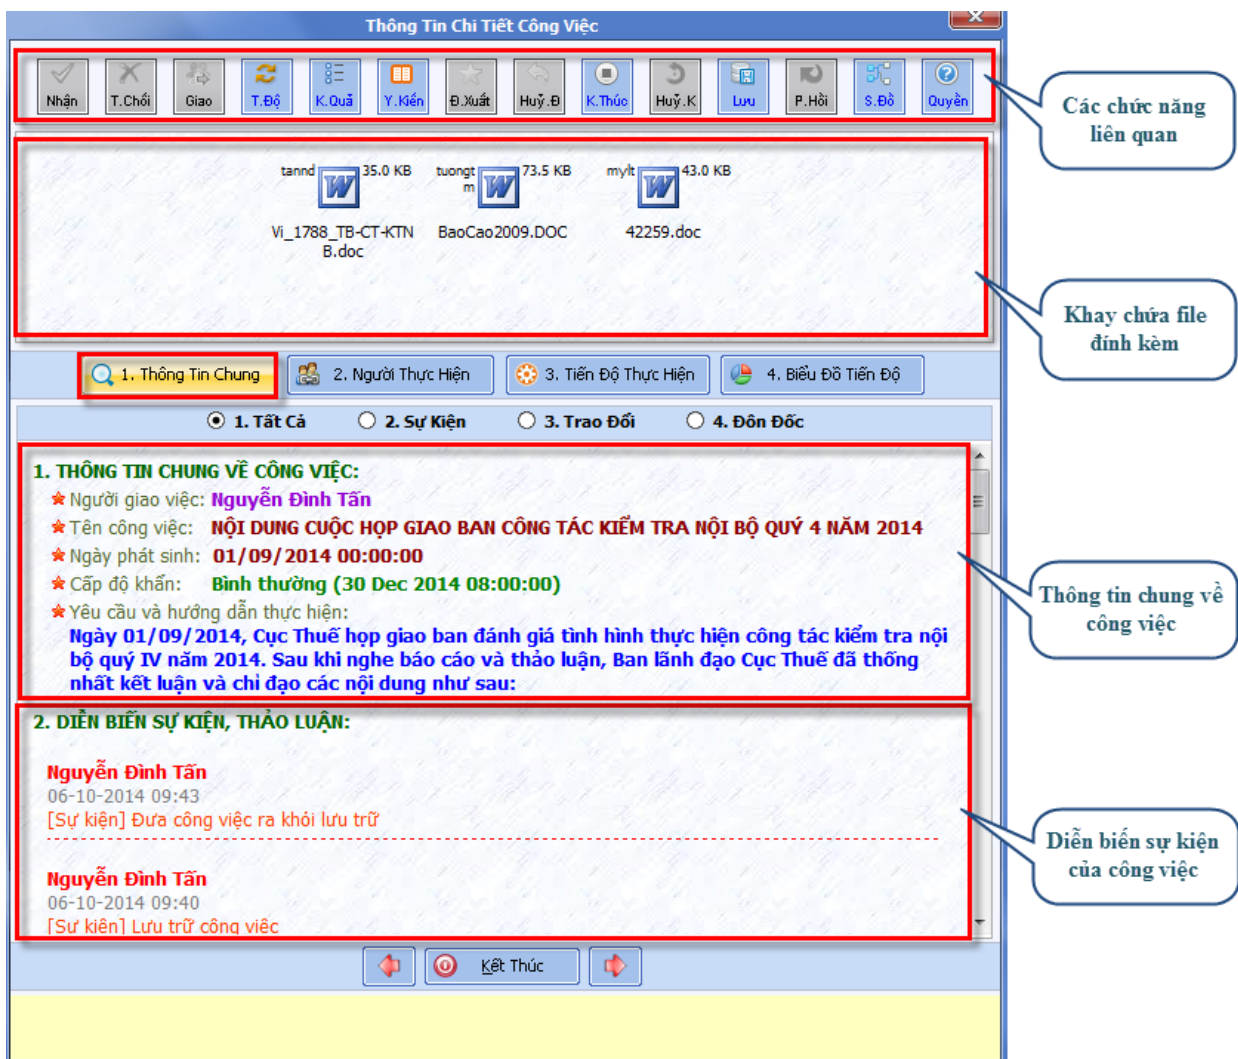 Thông Tin Chi Tiết Công Việc
Nhận T.Chối Giao T.Độ K.Quả Y.Kiến Đ.Xuất Huỷ.Đ K.Thúc Huỷ.K Lưu P.Hồi S.Đồ Quyền
Các chức năng
liên quan
tannd 35.0 KB tuongt 73.5 KB mylt 43.0 KB
m
Vi_1788_TB-CT-KTN BaoCao2009.DOC 42259.doc
B.doc
Khay chứa file
đính kèm
1. Thông Tin Chung 2. Người Thực Hiện 3. Tiến Độ Thực Hiện 4. Biểu Đồ Tiến Độ
1. Tất Cả 2. Sự Kiện 3. Trao Đổi 4. Đôn Đốc
1. THÔNG TIN CHUNG VỀ CÔNG VIỆC:
Người giao việc: Nguyễn Đình Tấn
Tên công việc: NỘI DUNG CUỘC HỌP GIAO BAN CÔNG TÁC KIỂM TRA NỘI BỘ QUÝ 4 NĂM 2014
Ngày phát sinh: 01/09/2014 00:00:00
Cấp độ khẩn: Bình thường (30 Dec 2014 08:00:00)
Yêu cầu và hướng dẫn thực hiện:
Ngày 01/09/2014, Cục Thuế họp giao ban đánh giá tình hình thực hiện công tác kiểm tra nội
bộ quý IV năm 2014. Sau khi nghe báo cáo và thảo luận, Ban lãnh đạo Cục Thuế đã thống
nhất kết luận và chỉ đạo các nội dung như sau:
Thông tin chung về
công việc
2. DIỄN BIẾN SỰ KIỆN, THẢO LUẬN:
Nguyễn Đình Tấn
06-10-2014 09:43
[Sự kiện] Đưa công việc ra khỏi lưu trữ
Nguyễn Đình Tấn
06-10-2014 09:40
[Sự kiện] Lưu trữ công việc
Diễn biến sự kiện
của công việc
Kết Thúc